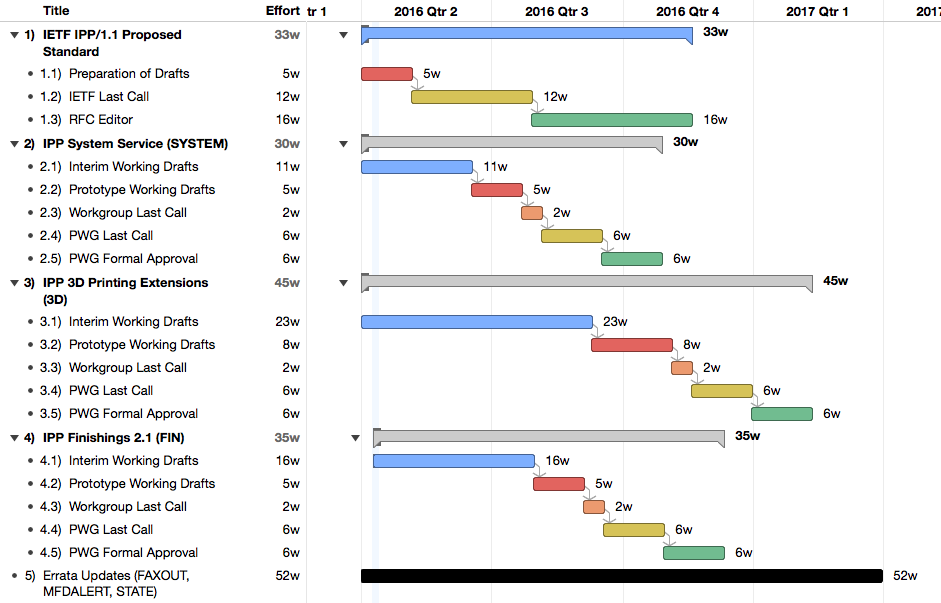 Title Effort tr 1 2016 Qtr 2 2016 Qtr 3 2016 Qtr 4 2017 Qtr 1 2017
1) IETF IPP/1.1 Proposed 33w 33w
Standard
1.1) Preparation of Drafts 5w 5w
1.2) IETF Last Call 12w 12w
1.3) RFC Editor 16w 16w
2) IPP System Service (SYSTEM) 30w 30w
2.1) Interim Working Drafts 11w 11w
2.2) Prototype Working Drafts 5w 5w
2.3) Workgroup Last Call 2w 2w
2.4) PWG Last Call 6w 6w
2.5) PWG Formal Approval 6w 6w
3) IPP 3D Printing Extensions 45w 45w
(3D)
3.1) Interim Working Drafts 23w 23w
3.2) Prototype Working Drafts 8w 8w
3.3) Workgroup Last Call 2w 2w
3.4) PWG Last Call 6w 6w
3.5) PWG Formal Approval 6w 6w
4) IPP Finishings 2.1 (FIN) 35w 35w
4.1) Interim Working Drafts 16w 16w
4.2) Prototype Working Drafts 5w 5w
4.3) Workgroup Last Call 2w 2w
4.4) PWG Last Call 6w 6w
4.5) PWG Formal Approval 6w 6w
5) Errata Updates (FAXOUT, 52w 52w
MFDALERT, STATE)